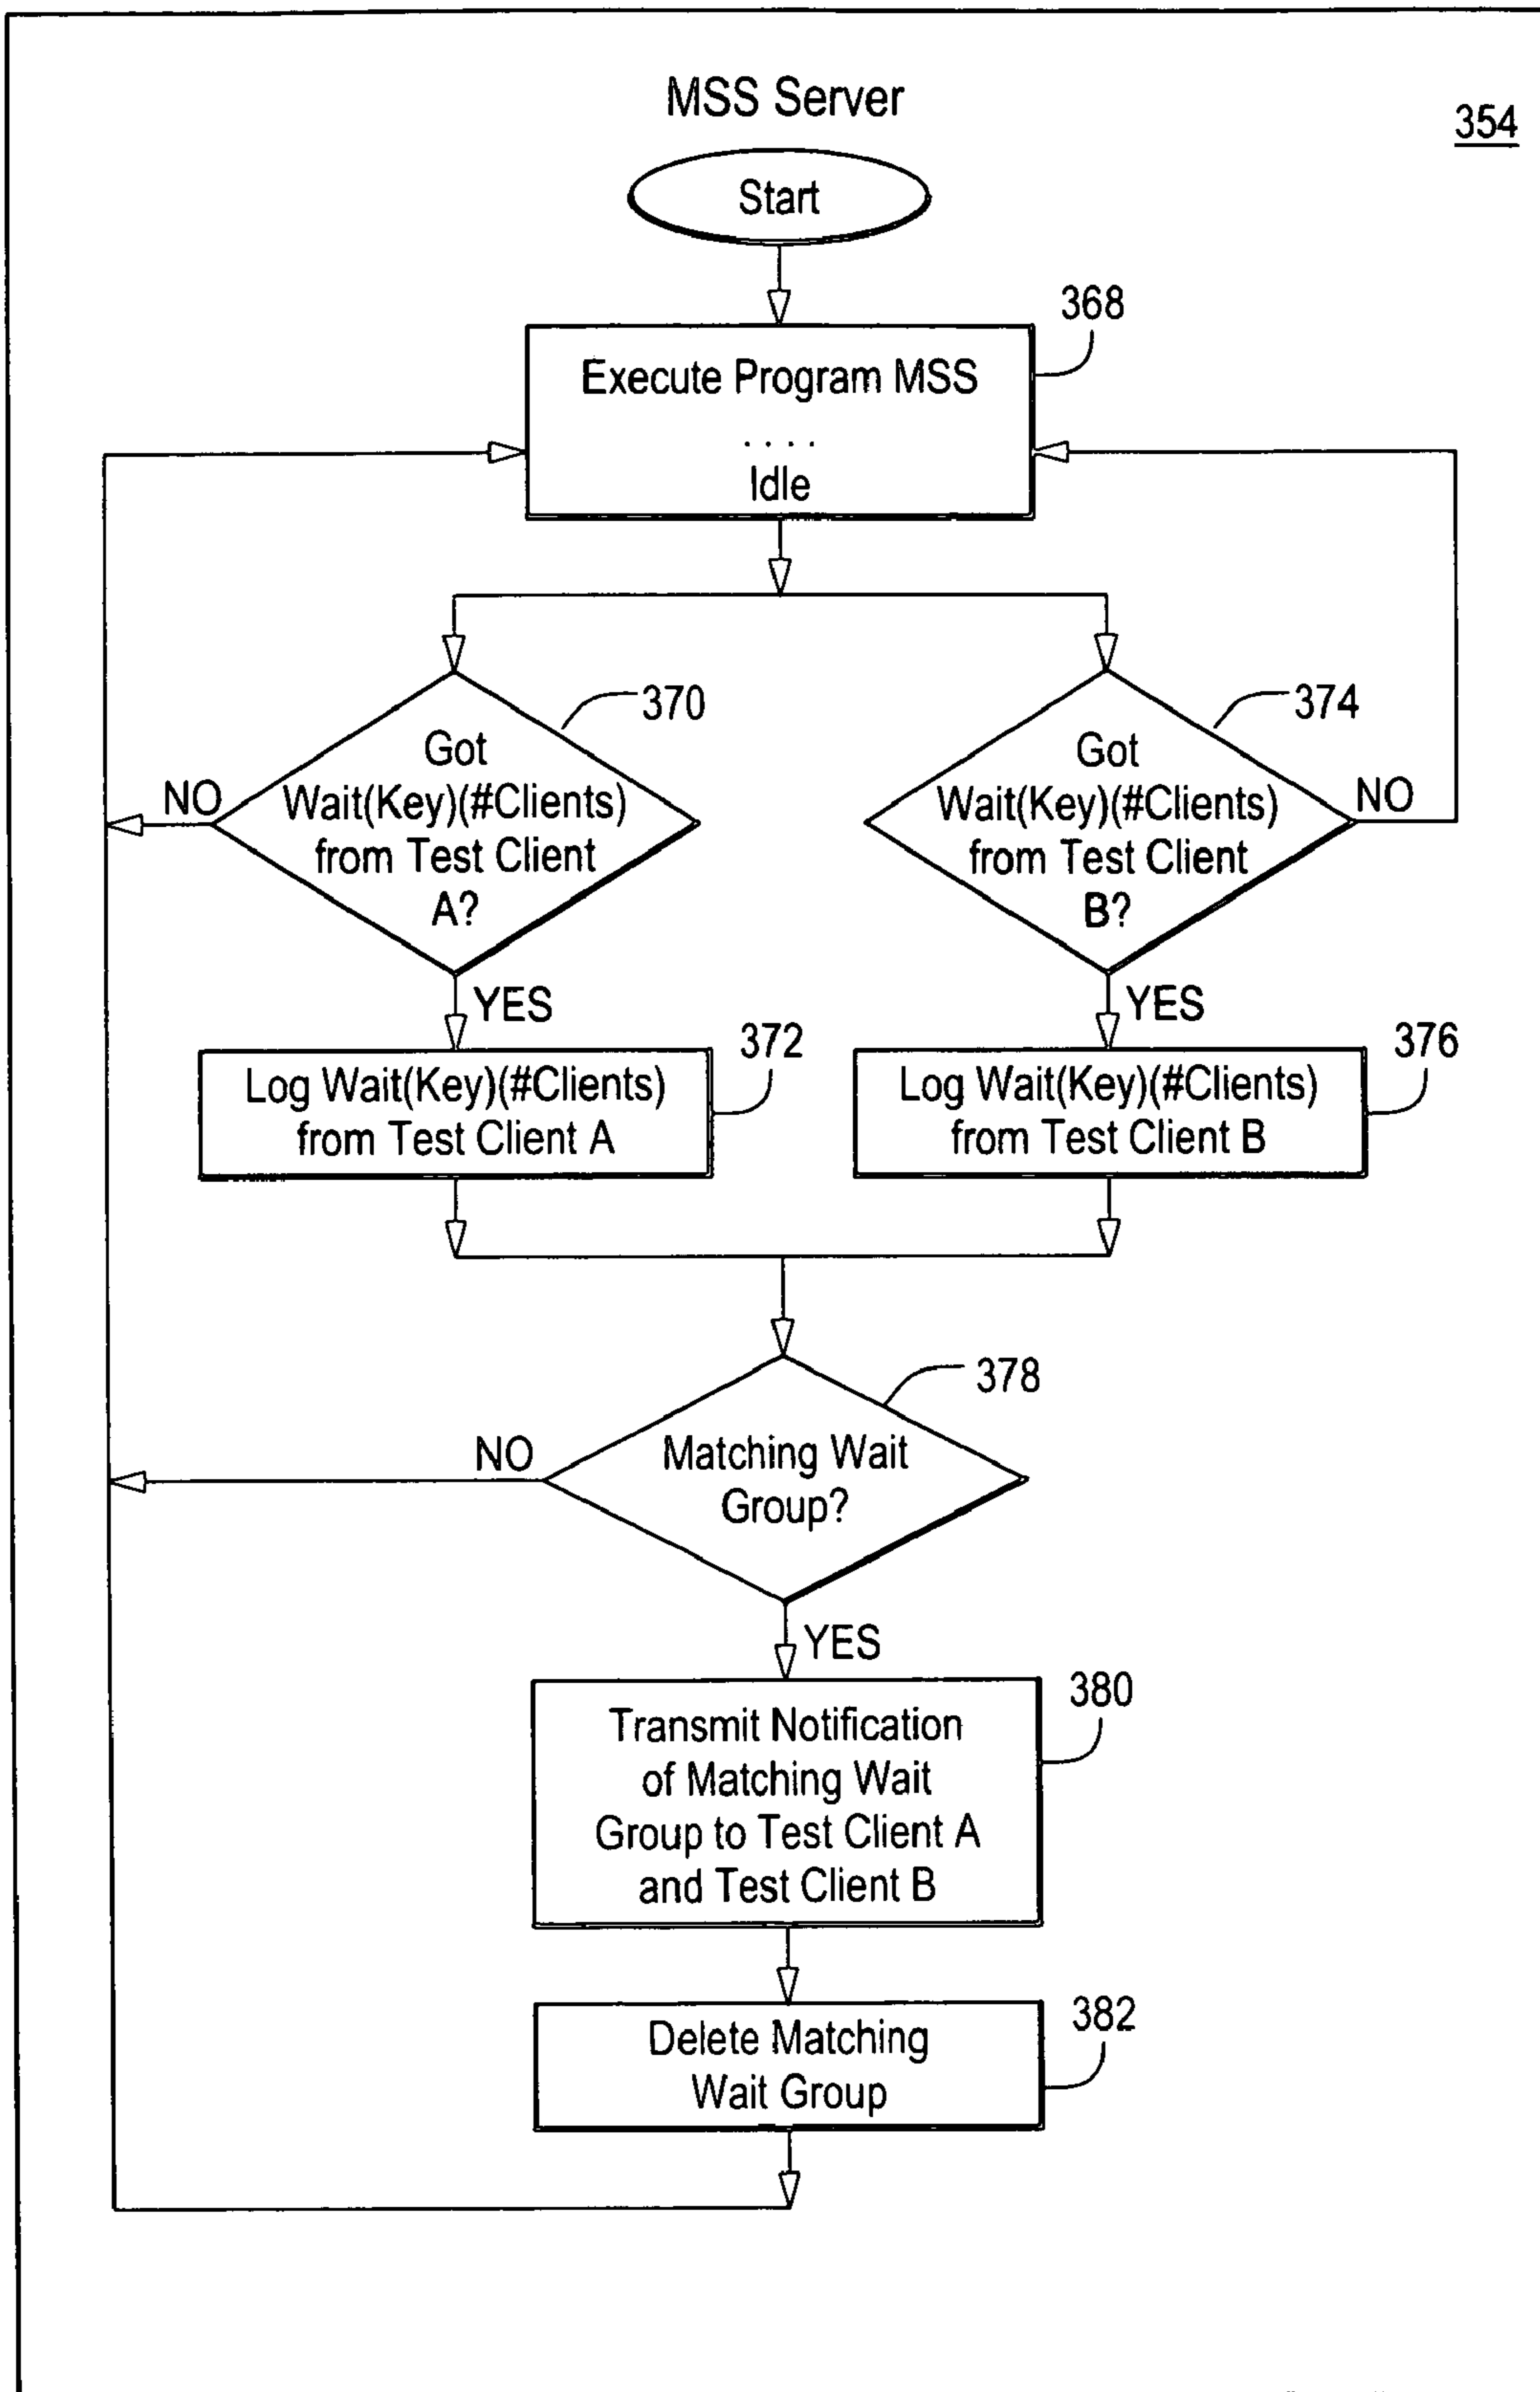 MSS Server
354
Start
368
Execute Program MSS
. . . .
Idle
370
374
Got
Wait(Key)(#Clients)
from Test Client
A?
NO
Got
Wait(Key)(#Clients)
from Test Client
B?
NO
YES
YES
372
376
Log Wait(Key)(#Clients)
from Test Client A
Log Wait(Key)(#Clients)
from Test Client B
378
NO
Matching Wait
Group?
YES
380
Transmit Notification
of Matching Wait
Group to Test Client A
and Test Client B
382
Delete Matching
Wait Group